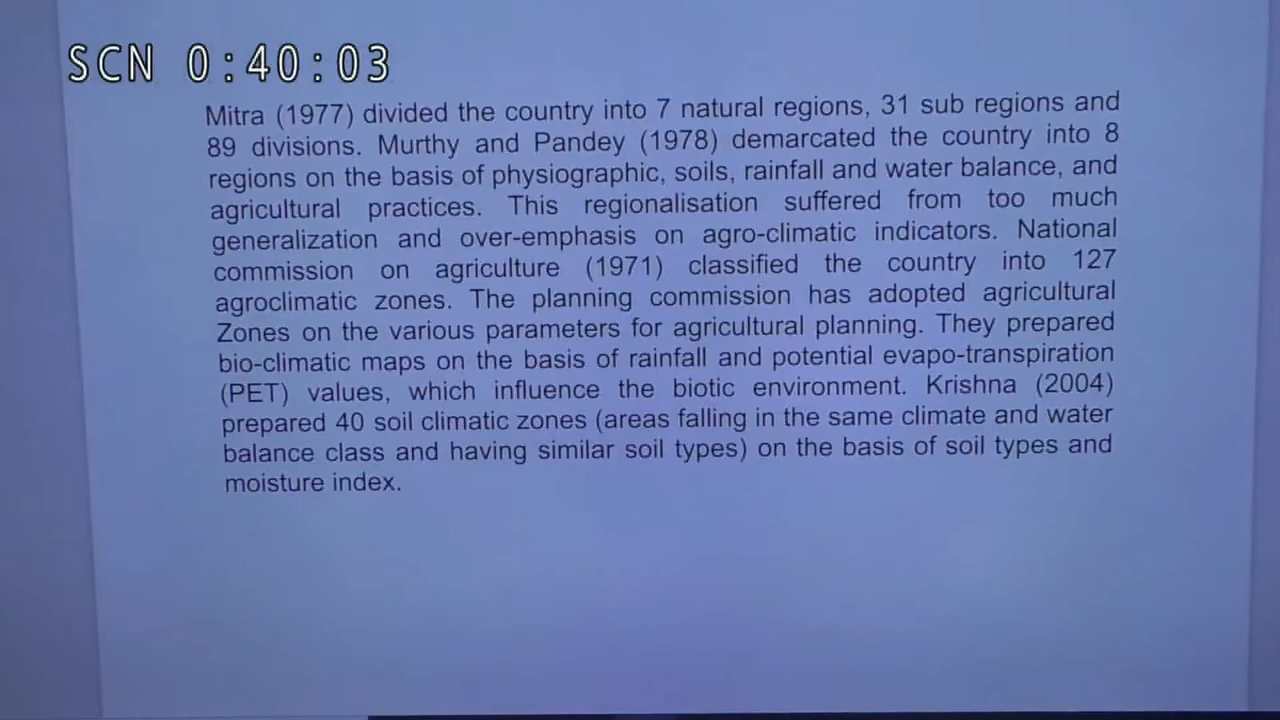 SCN 0:40:03
Mitra (1977) divided the country into 7 natural regions, 31 sub regions and
89 divisions. Murthy and Pandey (1978) demarcated the country into 8
regions on the basis of physiographic, soils, rainfall and water balance, and
agricultural practices. This regionalisation suffered from too much
generalization and over-emphasis on agro-climatic indicators. National
commission on agriculture (1971) classified the country into 127
agroclimatic zones. The planning commission has adopted agricultural
Zones on the various parameters for agricultural planning. They prepared
bio-climatic maps on the basis of rainfall and potential evapo-transpiration
(PET) values, which influence the biotic environment. Krishna (2004)
prepared 40 soil climatic zones (areas falling in the same climate and water
balance class and having similar soil types) on the basis of soil types and
moisture index.